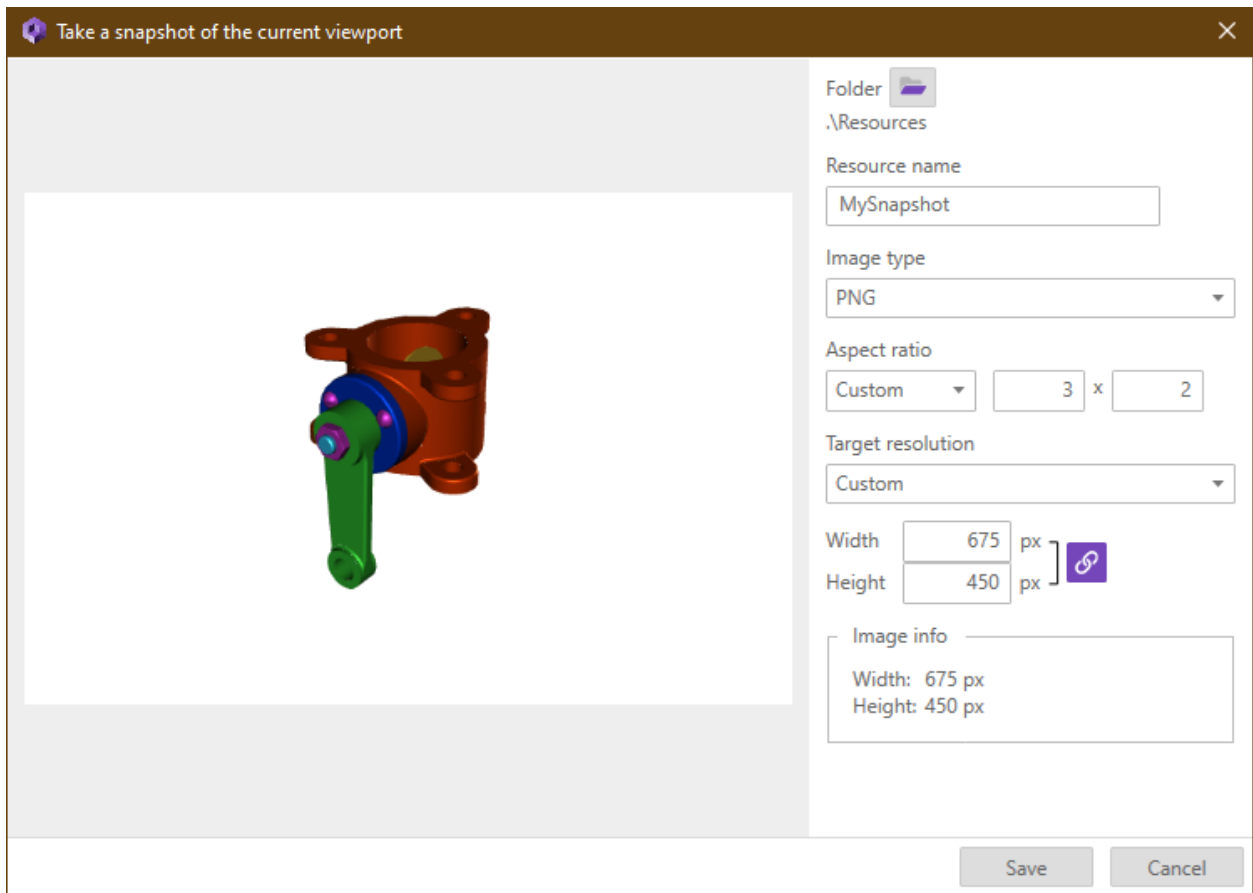 Take a snapshot of the current viewport
Folder
.\Resources
Resource name
MySnapshot
Image type
PNG
Aspect ratio
Custom 3 x 2
Target resolution
Custom
Width 675 px
Height 450 px
Image info
Width: 675 px
Height: 450 px
Save Cancel